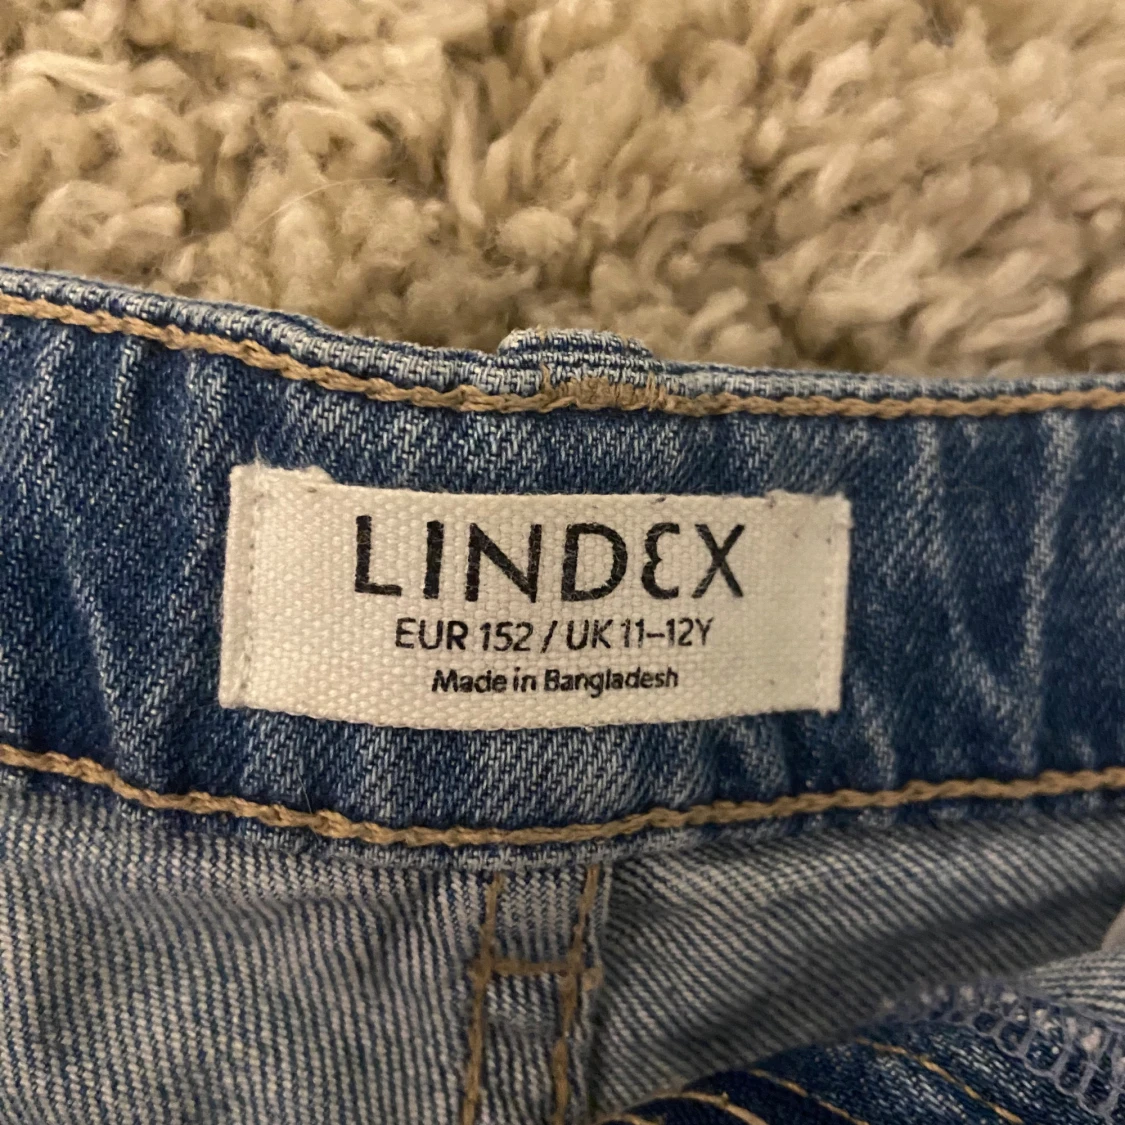 LINDEX
EUR 152 / UK 11–12Y
Made in Bangladesh